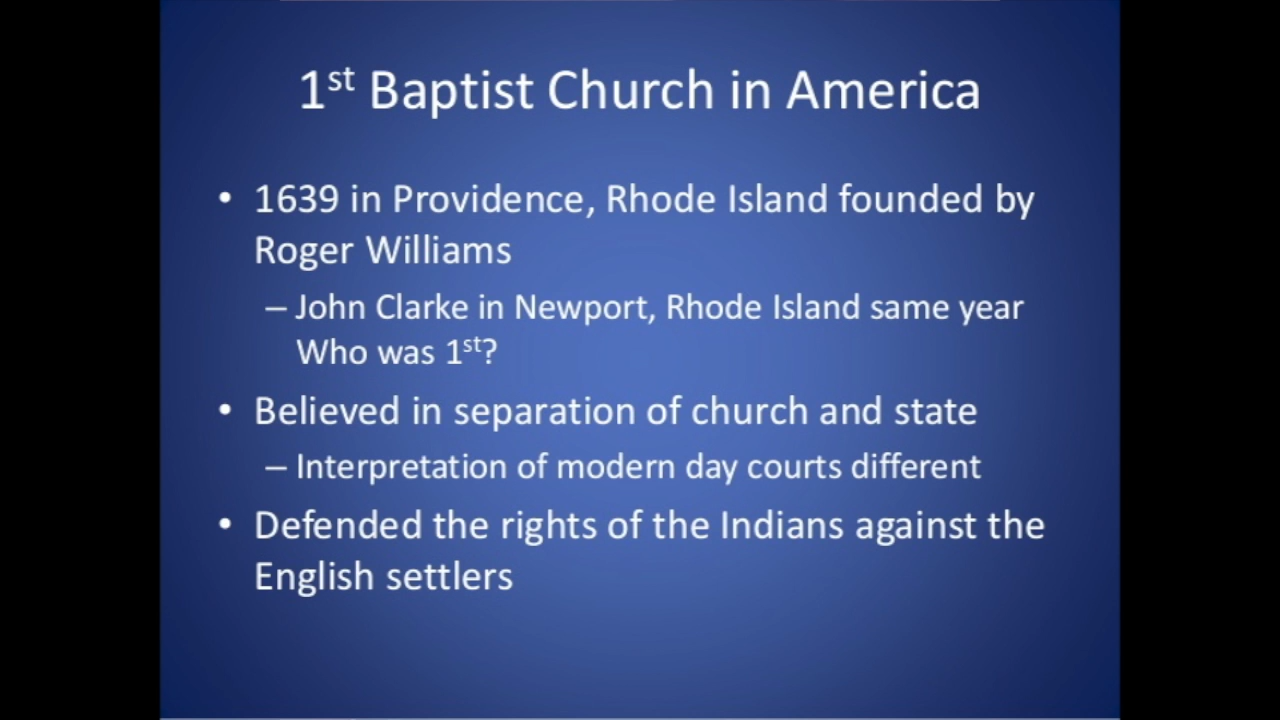 1st Baptist Church in America
• 1639 in Providence, Rhode Island founded by
Roger Williams
– John Clarke in Newport, Rhode Island same year
Who was 1st?
• Believed in separation of church and state
– Interpretation of modern day courts different
• Defended the rights of the Indians against the
English settlers